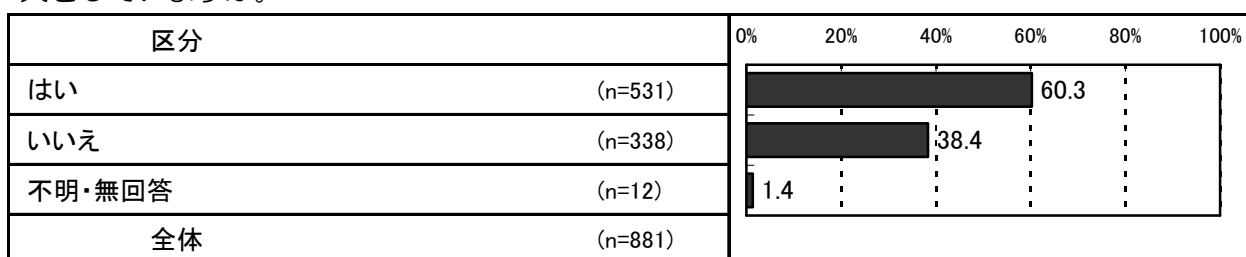 区分 0% 20% 40% 60% 80% 100%
はい (n=531) 60.3
いいえ (n=338) 38.4
不明・無回答 (n=12) 1.4
全体 (n=881)